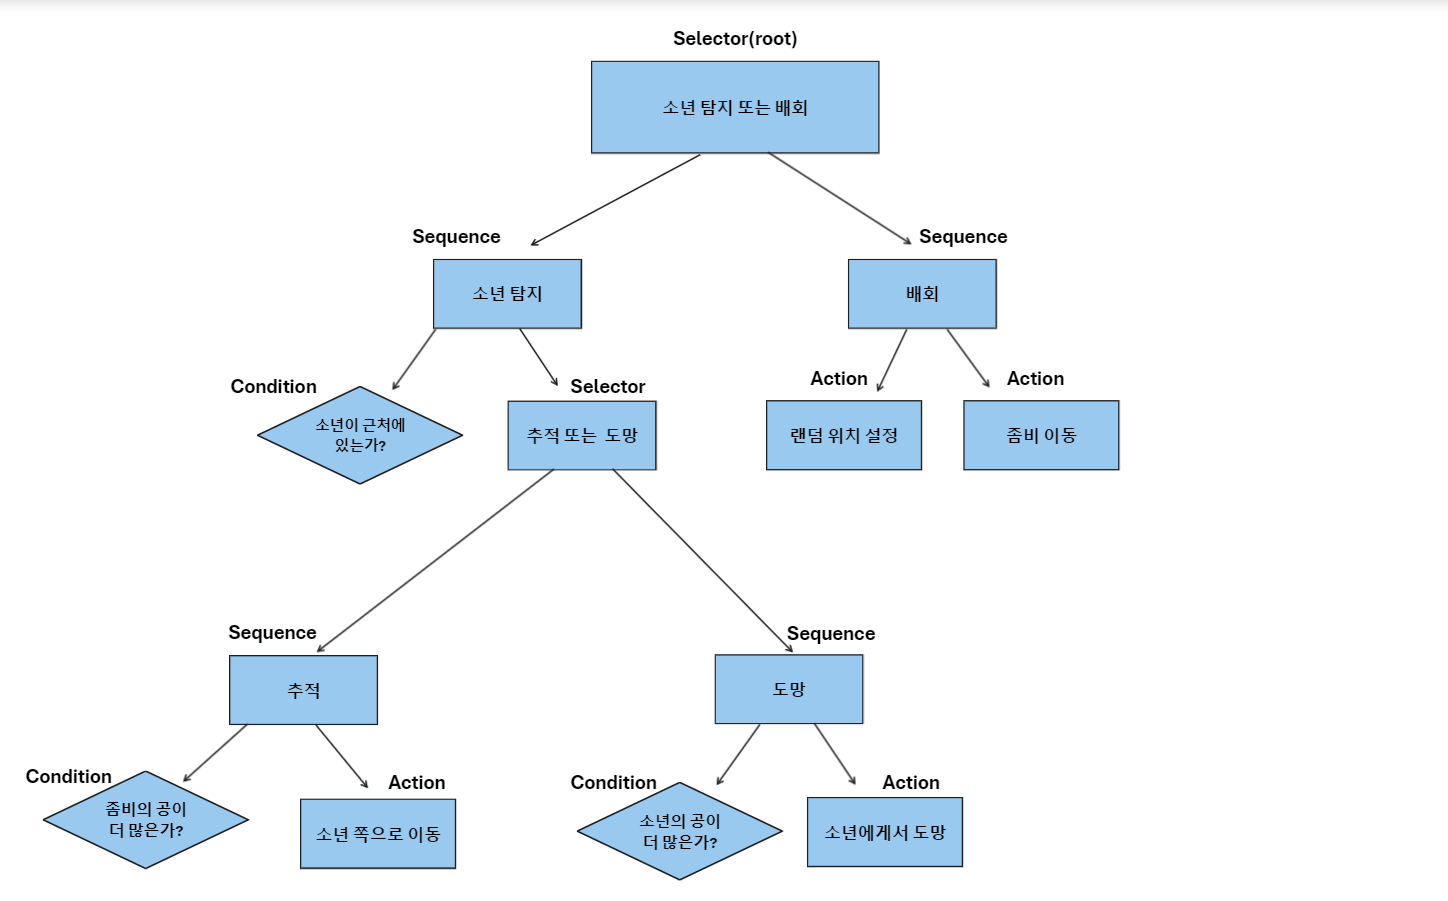 Selector(root)
소년 탐지 또는 배회
Sequence
Sequence
소년 탐지
배회
Condition
Selector
Action
Action
소년이 근처에
있는가?
추적 또는 도망
랜덤 위치 설정
좀비 이동
Sequence
Sequence
추적
도망
Condition
Action
Condition
Action
좀비의 공이
더 많은가?
소년 쪽으로 이동
소년의 공이
더 많은가?
소년에게서 도망